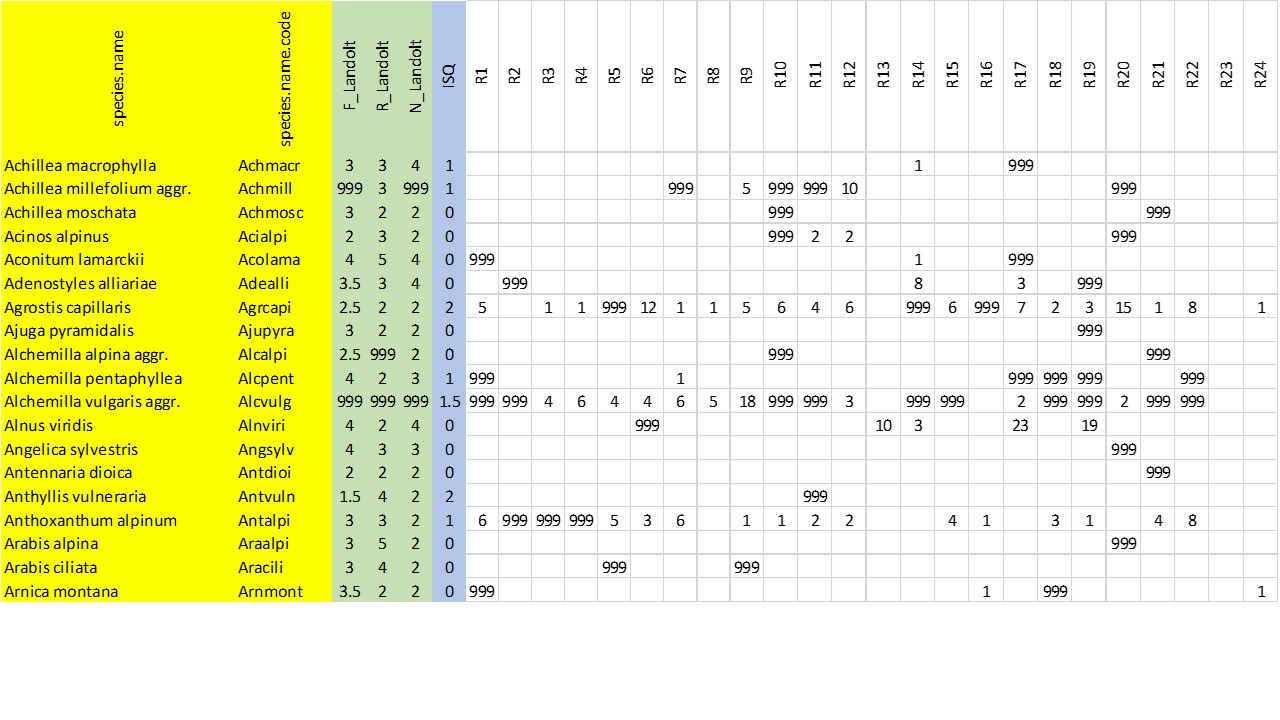 species.name species.name.code F_Landolt R_Landolt N_Landolt ISQ R1 R2 R3 R4 R5 R6 R7 R8 R9 R10 R11 R12 R13 R14 R15 R16 R17 R18 R19 R20 R21 R22 R23 R24
Achillea macrophylla Achmacr 3 3 4 1 1 999
Achillea millefolium aggr. Achmill 999 3 999 1 999 5 999 999 10 999
Achillea moschata Achmosc 3 2 2 0 999 999
Acinos alpinus Acialpi 2 3 2 0 999 2 2 999
Aconitum lamarckii Acolama 4 5 4 0 999 1 999
Adenostyles alliariae Adealli 3.5 3 4 0 999 8 3 999
Agrostis capillaris Agrcapi 2.5 2 2 2 5 1 1 999 12 1 1 5 6 4 6 999 6 999 7 2 3 15 1 8 1
Ajuga pyramidalis Ajupyra 3 2 2 0 999
Alchemilla alpina aggr. Alcalpi 2.5 999 2 0 999 999
Alchemilla pentaphyllea Alcpent 4 2 3 1 999 1 999 999 999 999
Alchemilla vulgaris aggr. Alcvulg 999 999 999 1.5 999 999 4 6 4 4 6 5 18 999 999 3 999 999 2 999 999 2 999 999
Alnus viridis Alnviri 4 2 4 0 999 10 3 23 19
Angelica sylvestris Angsylv 4 3 3 0 999
Antennaria dioica Antdioi 2 2 2 0 999
Anthyllis vulneraria Antvuln 1.5 4 2 2 999
Anthoxanthum alpinum Antalpi 3 3 2 1 6 999 999 999 5 3 6 1 1 2 2 4 1 3 1 4 8
Arabis alpina Araalpi 3 5 2 0 999
Arabis ciliata Aracili 3 4 2 0 999 999
Arnica montana Arnmont 3.5 2 2 0 999 1 999 1